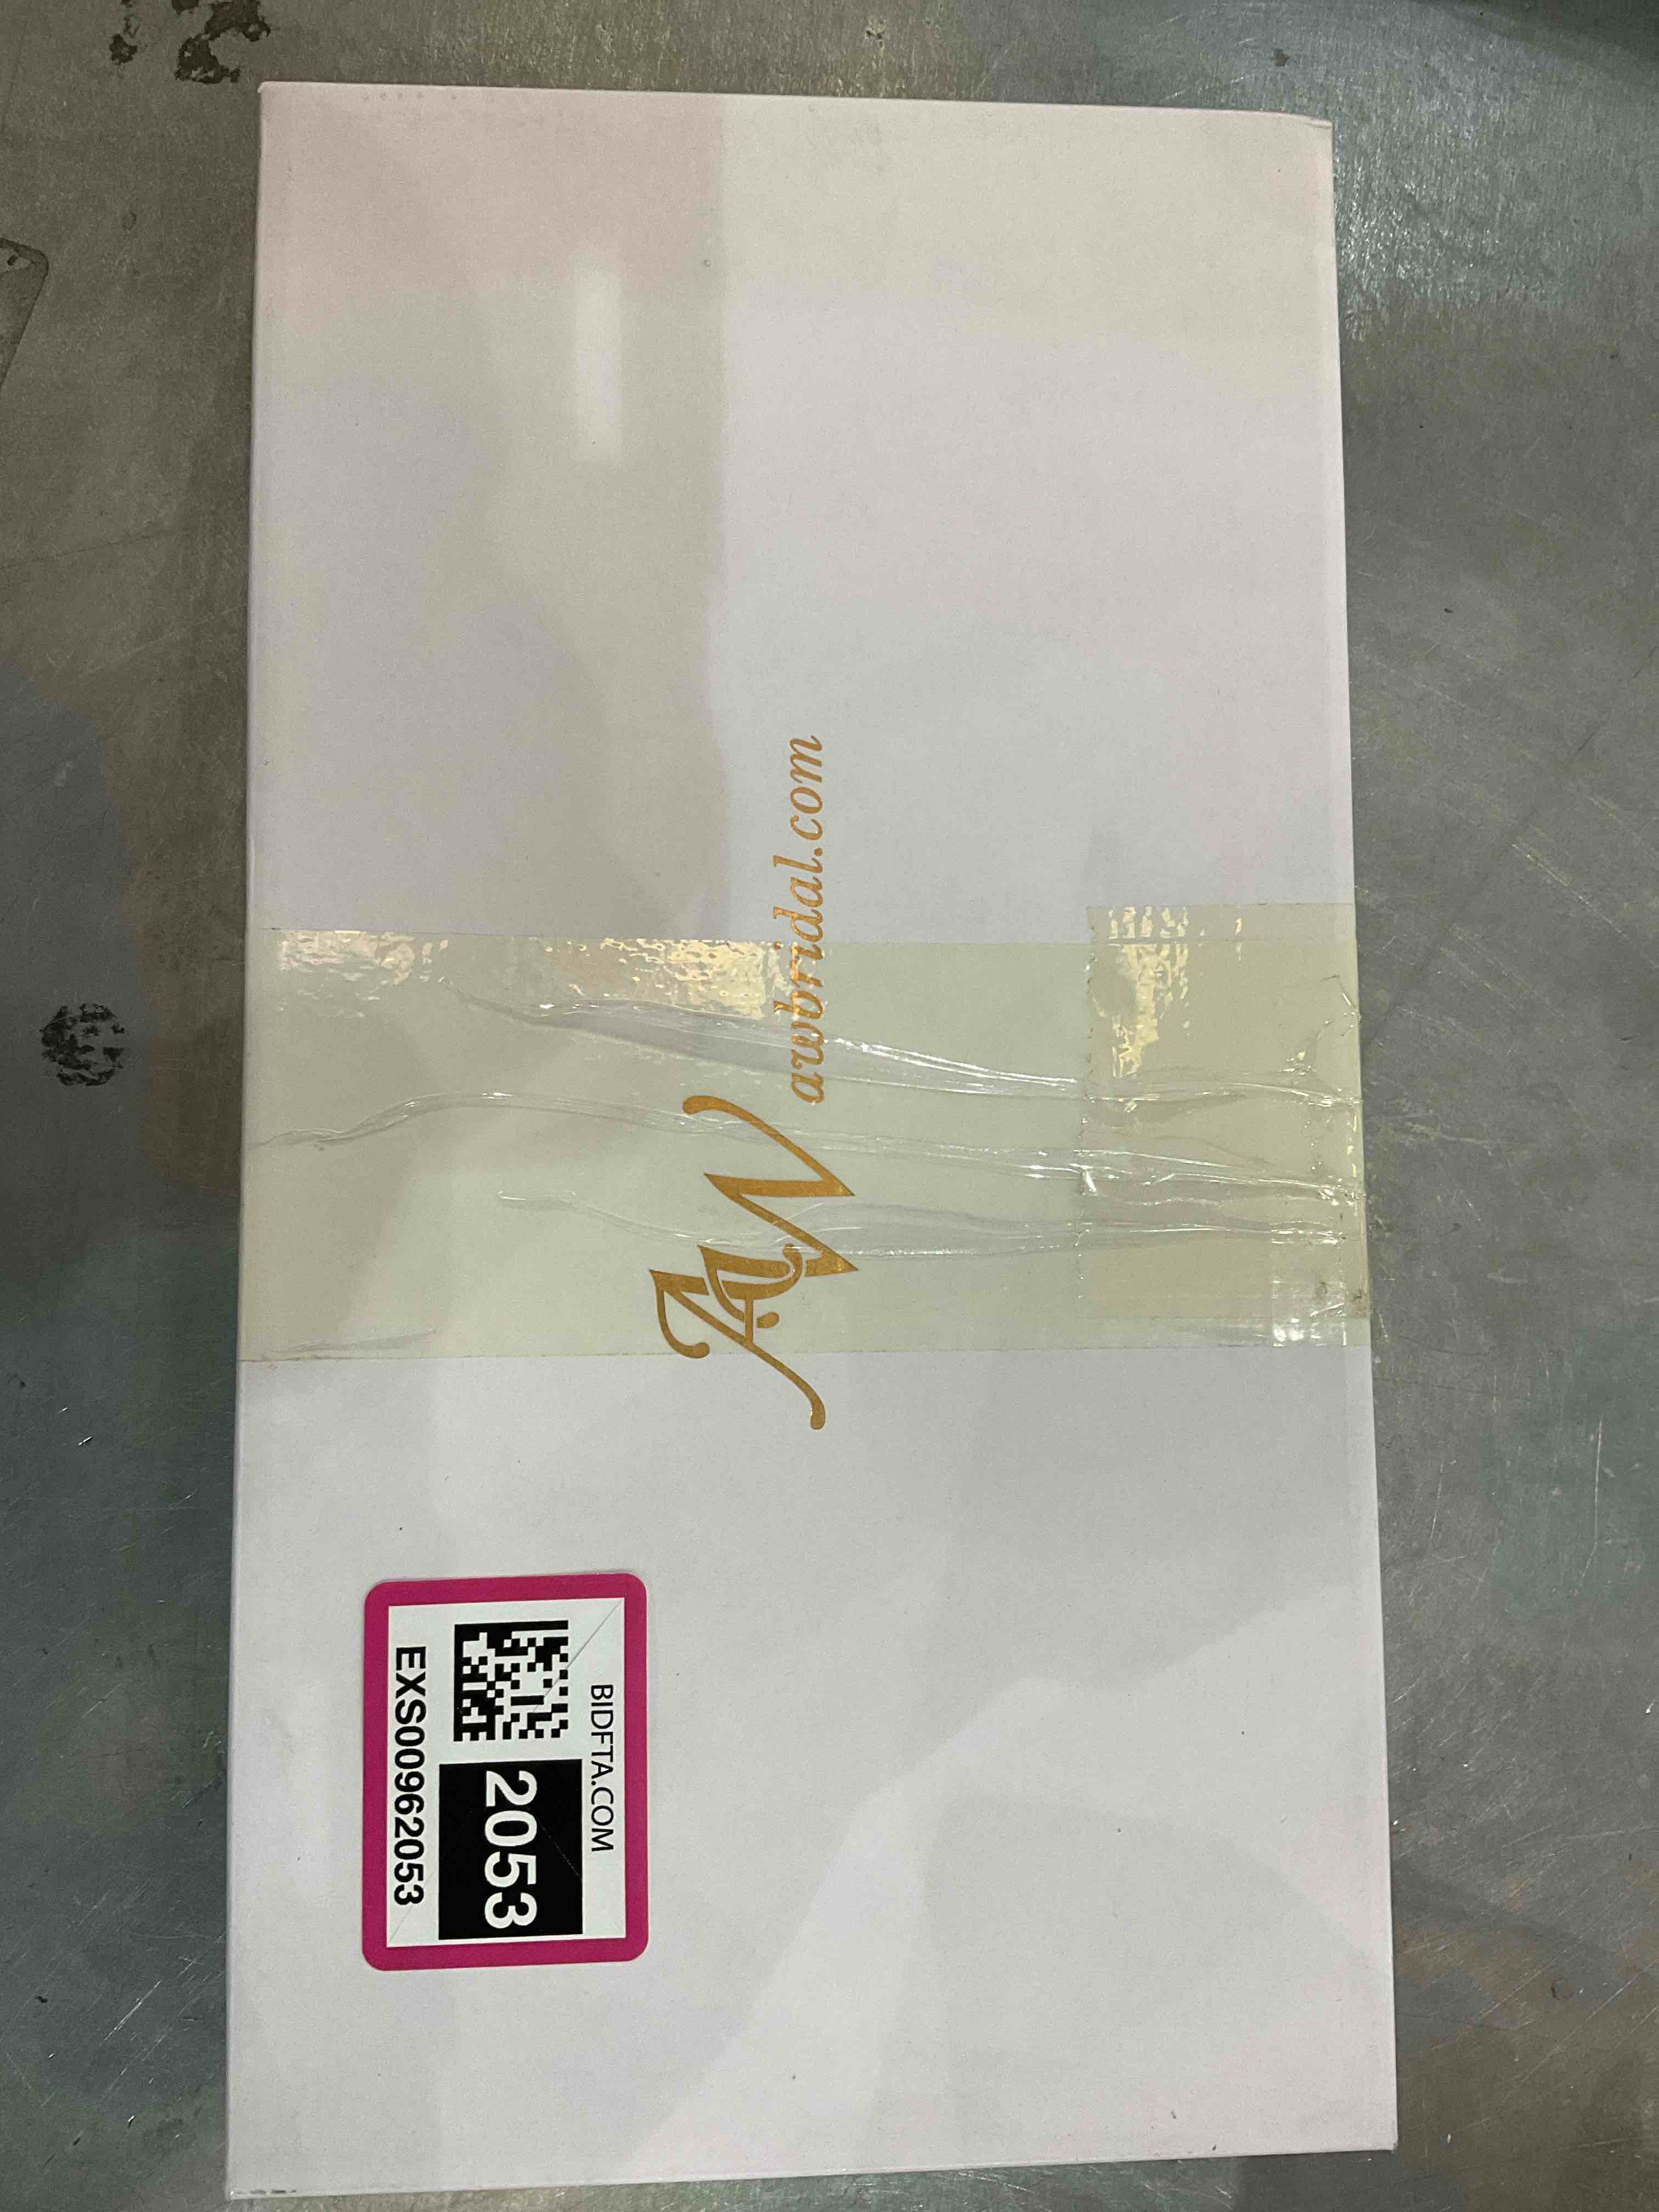 AW
awbridal.com
BIDFTA.COM
2053
EXS00962053